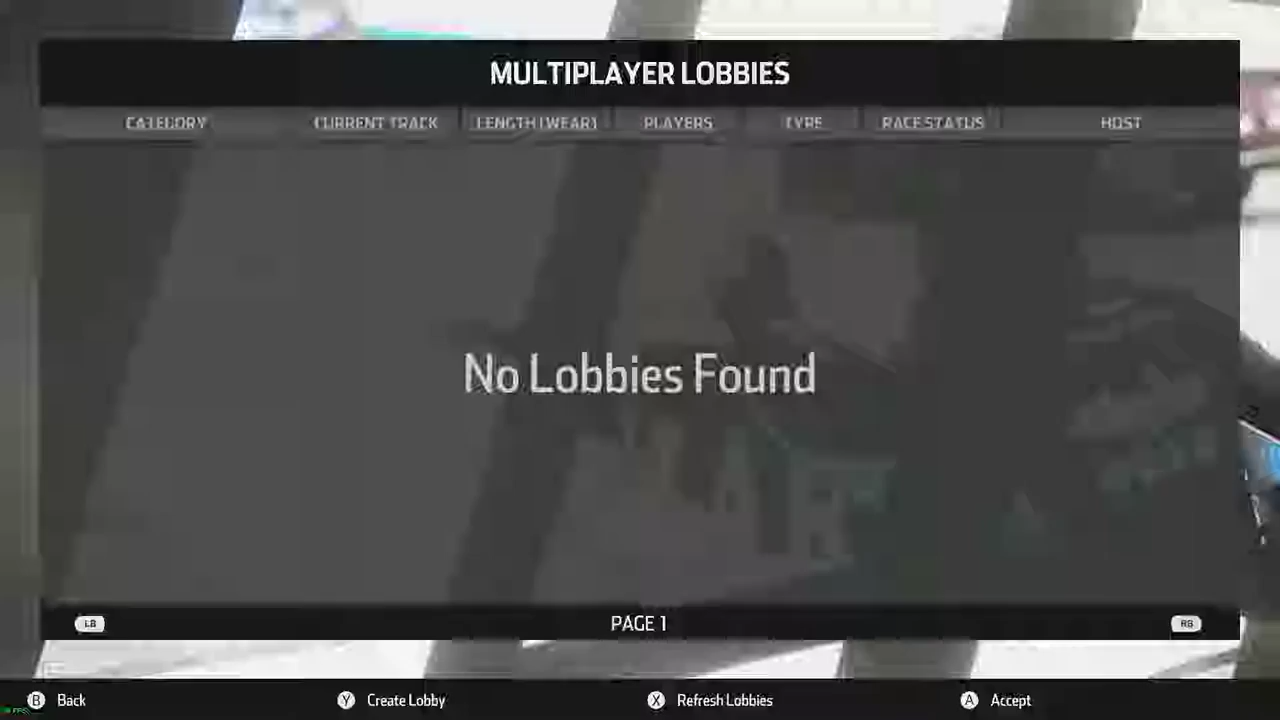 MULTIPLAYER LOBBIES
CATEGORY CURRENT TRACK LENGTH (WEAR) PLAYERS TYPE RACE STATUS HOST
No Lobbies Found
LB PAGE 1 RB
B Back Y Create Lobby X Refresh Lobbies A Accept